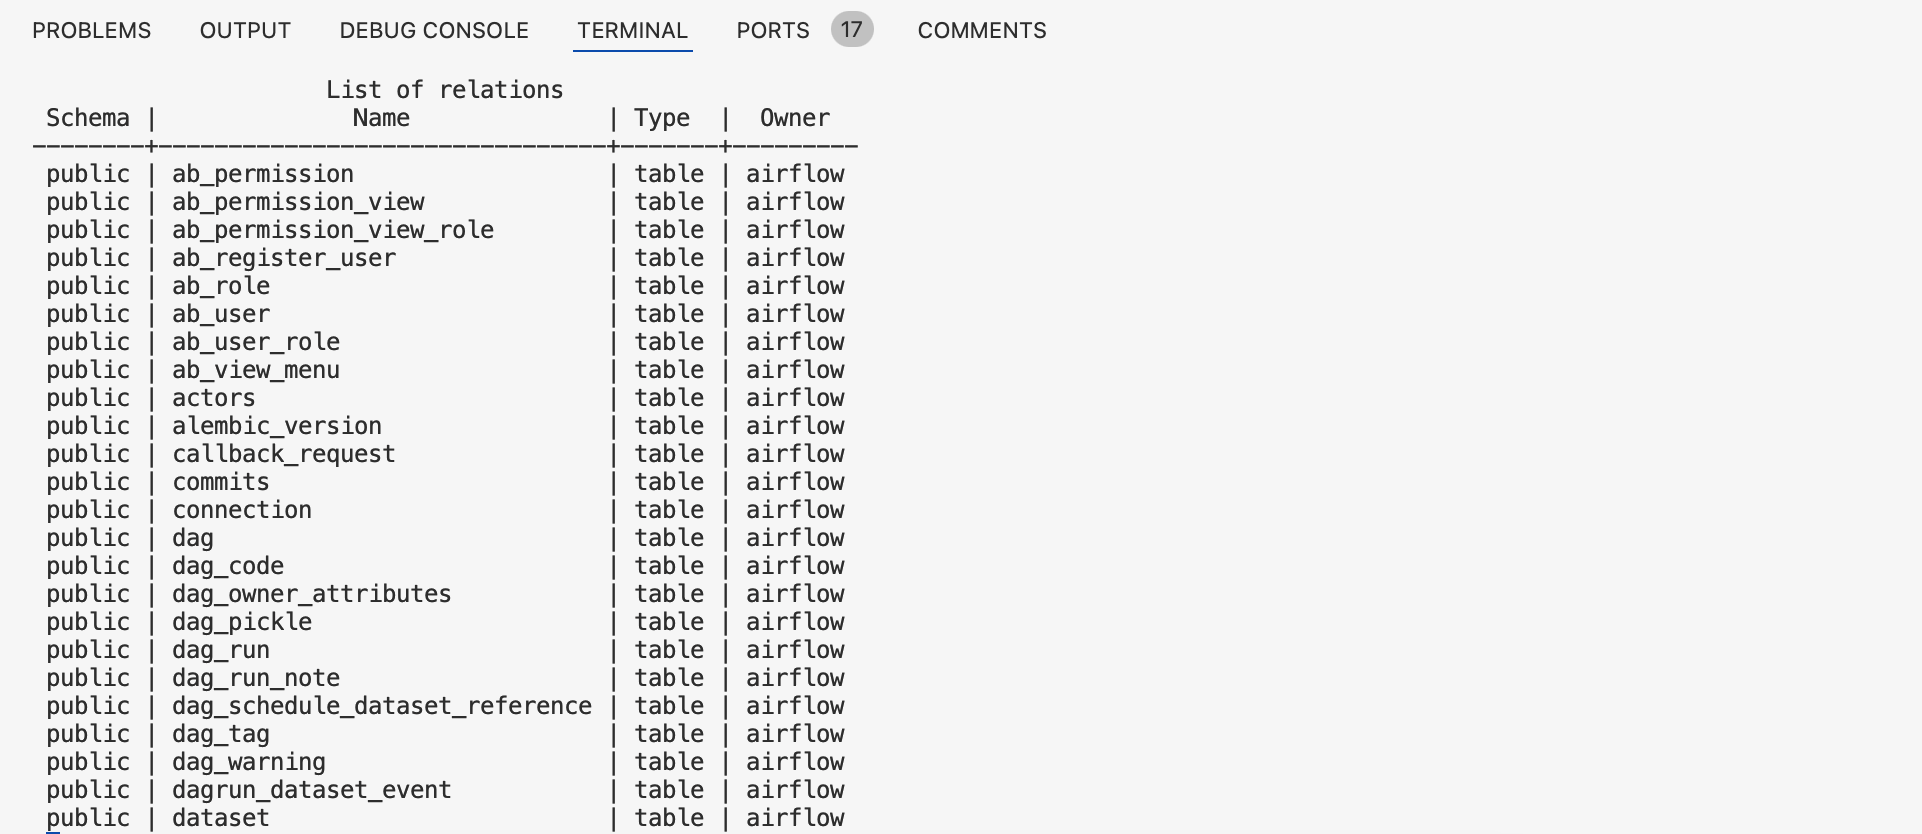 PROBLEMS OUTPUT DEBUG CONSOLE TERMINAL PORTS 17 COMMENTS
List of relations
Schema | Name | Type | Owner
--------+--------------------------------+-------+---------
public | ab_permission | table | airflow
public | ab_permission_view | table | airflow
public | ab_permission_view_role | table | airflow
public | ab_register_user | table | airflow
public | ab_role | table | airflow
public | ab_user | table | airflow
public | ab_user_role | table | airflow
public | ab_view_menu | table | airflow
public | actors | table | airflow
public | alembic_version | table | airflow
public | callback_request | table | airflow
public | commits | table | airflow
public | connection | table | airflow
public | dag | table | airflow
public | dag_code | table | airflow
public | dag_owner_attributes | table | airflow
public | dag_pickle | table | airflow
public | dag_run | table | airflow
public | dag_run_note | table | airflow
public | dag_schedule_dataset_reference | table | airflow
public | dag_tag | table | airflow
public | dag_warning | table | airflow
public | dagrun_dataset_event | table | airflow
public | dataset | table | airflow